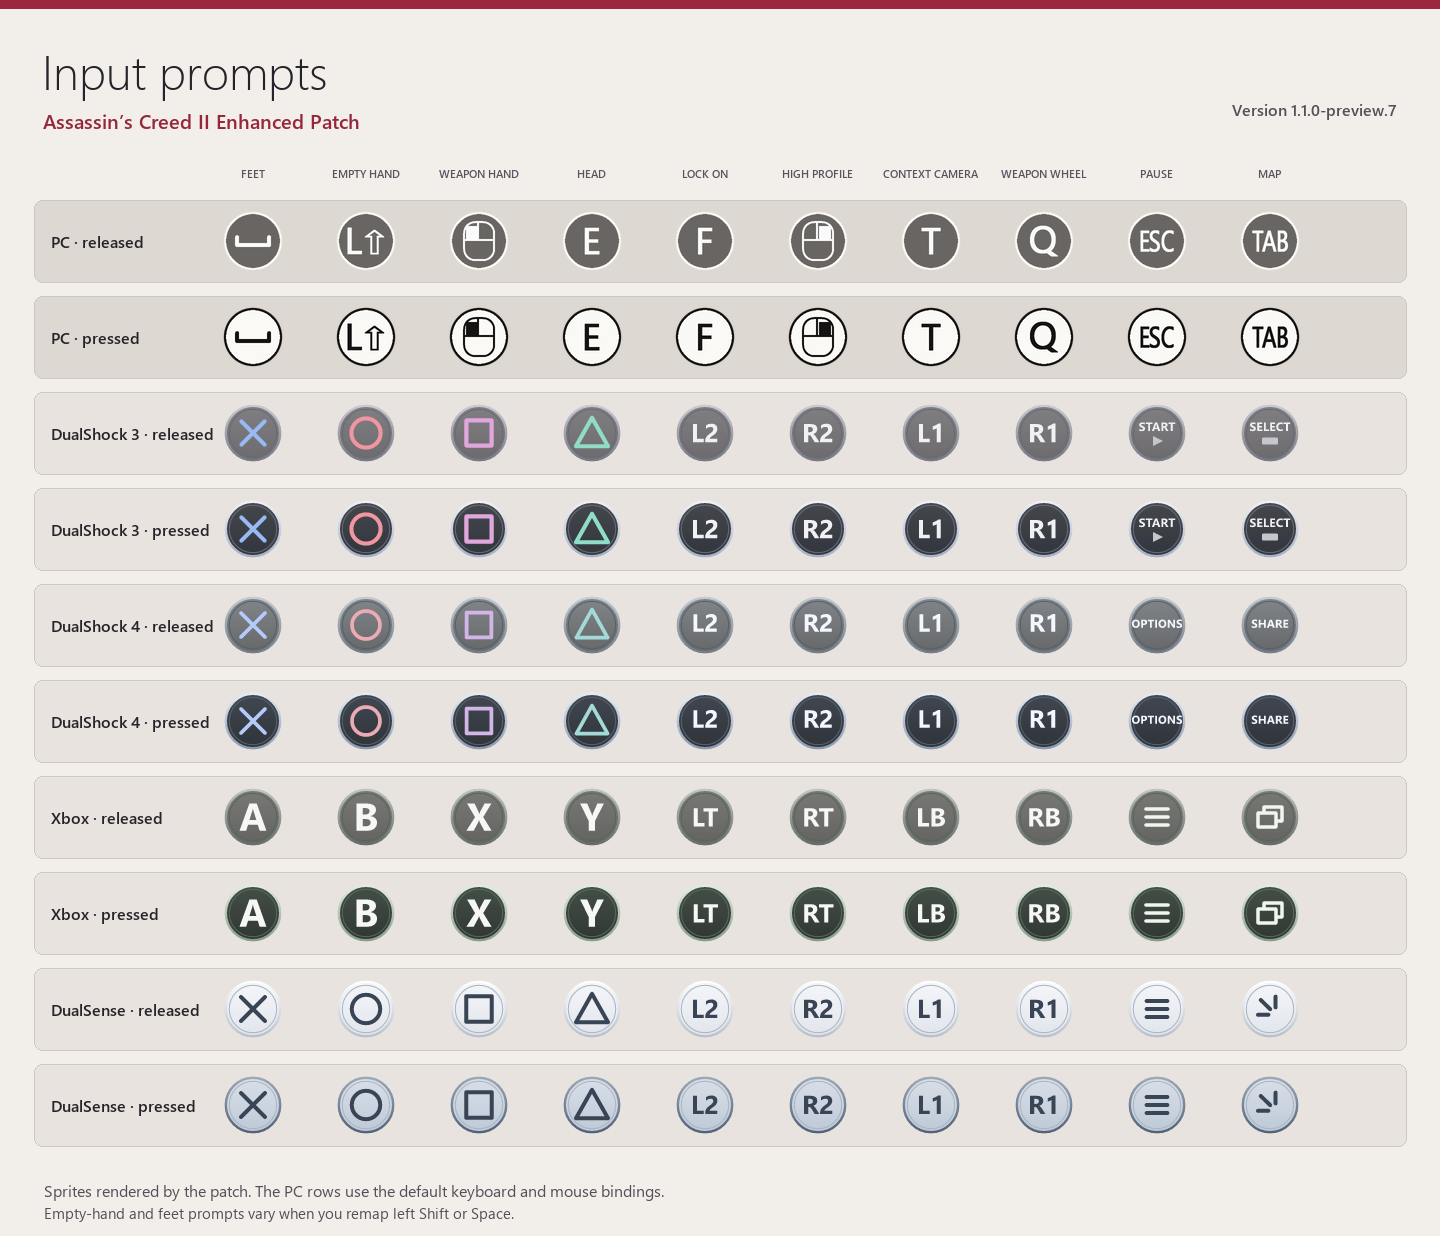 Input prompts
Assassin’s Creed II Enhanced Patch
Version 1.1.0-preview.7
FEET EMPTY HAND WEAPON HAND HEAD LOCK ON HIGH PROFILE CONTEXT CAMERA WEAPON WHEEL PAUSE MAP
PC · released L⇧ E F T Q ESC TAB
PC · pressed L⇧ E F T Q ESC TAB
DualShock 3 · released L2 R2 L1 R1 START SELECT
DualShock 3 · pressed L2 R2 L1 R1 START SELECT
DualShock 4 · released L2 R2 L1 R1 OPTIONS SHARE
DualShock 4 · pressed L2 R2 L1 R1 OPTIONS SHARE
Xbox · released A B X Y LT RT LB RB
Xbox · pressed A B X Y LT RT LB RB
DualSense · released L2 R2 L1 R1
DualSense · pressed L2 R2 L1 R1
Sprites rendered by the patch. The PC rows use the default keyboard and mouse bindings.
Empty-hand and feet prompts vary when you remap left Shift or Space.